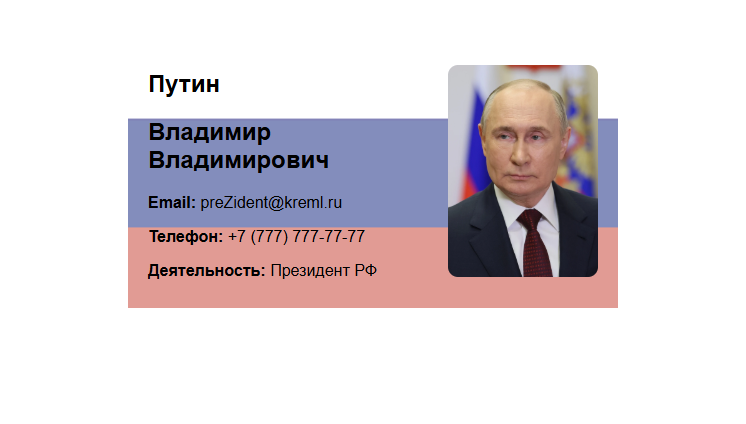 Путин
Владимир
Владимирович
Email: preZident@kreml.ru
Телефон: +7 (777) 777-77-77
Деятельность: Президент РФ